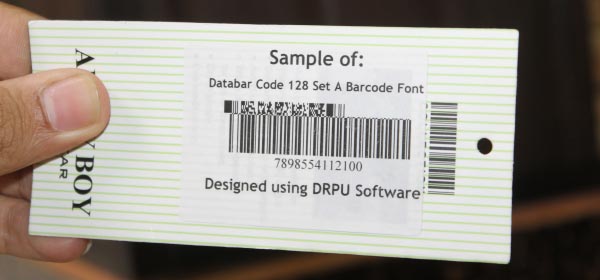 Sample of:
Databar Code 128 Set A Barcode Font
7898554112100
Designed using DRPU Software
BOY